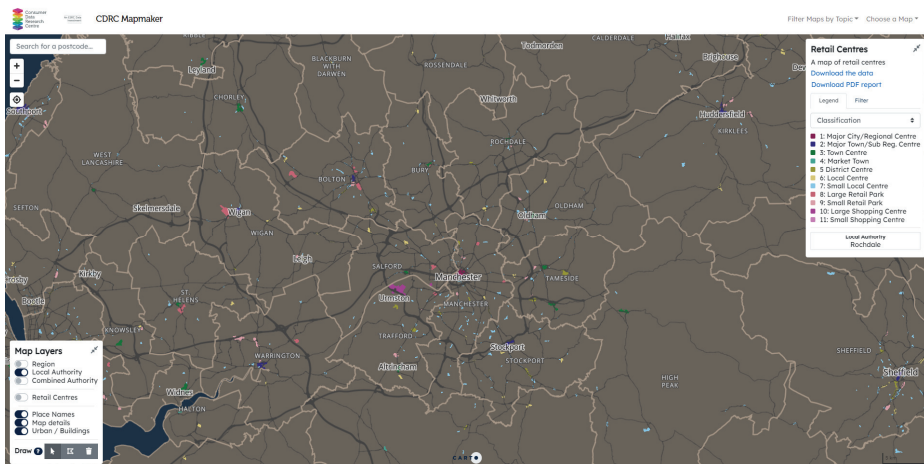 Consumer
Data
Research
Centre
CDRC Mapmaker
Filter Maps by Topic
Choose a Map
Search for a postcode...
+
−
Retail Centres
A map of retail centres
Download the data
Download PDF report
Legend
Filter
Classification
1: Major City/Regional Centre
2: Major Town/Sub Reg. Centre
3: Town Centre
4: Market Town
5 District Centre
6: Local Centre
7: Small Local Centre
8: Large Retail Park
9: Small Retail Park
10: Large Shopping Centre
11: Small Shopping Centre
Local Authority
Rochdale
CALDERDALE
Halifax
Todmorden
Brighouse
BLACKBURN
WITH
DARWEN
ROSSENDALE
Leyland
CHORLEY
Whitworth
Southport
Huddersfield
KIRKLEES
ROCHDALE
WEST
LANCASHIRE
BOLTON
BURY
SEFTON
Skelmersdale
Wigan
Oldham
OLDHAM
WIGAN
Leigh
SALFORD
Manchester
Crosby
Kirkby
TAMESIDE
Bootle
ST.
HELENS
Urmston
MANCHESTER
KNOWSLEY
TRAFFORD
Stockport
WARRINGTON
STOCKPORT
Altrincham
SHEFFIELD
Sheffield
HIGH
PEAK
Widnes
HALTON
Map Layers
Region
Local Authority
Combined Authority
Retail Centres
Place Names
Map details
Urban / Buildings
Draw
?
CARTO